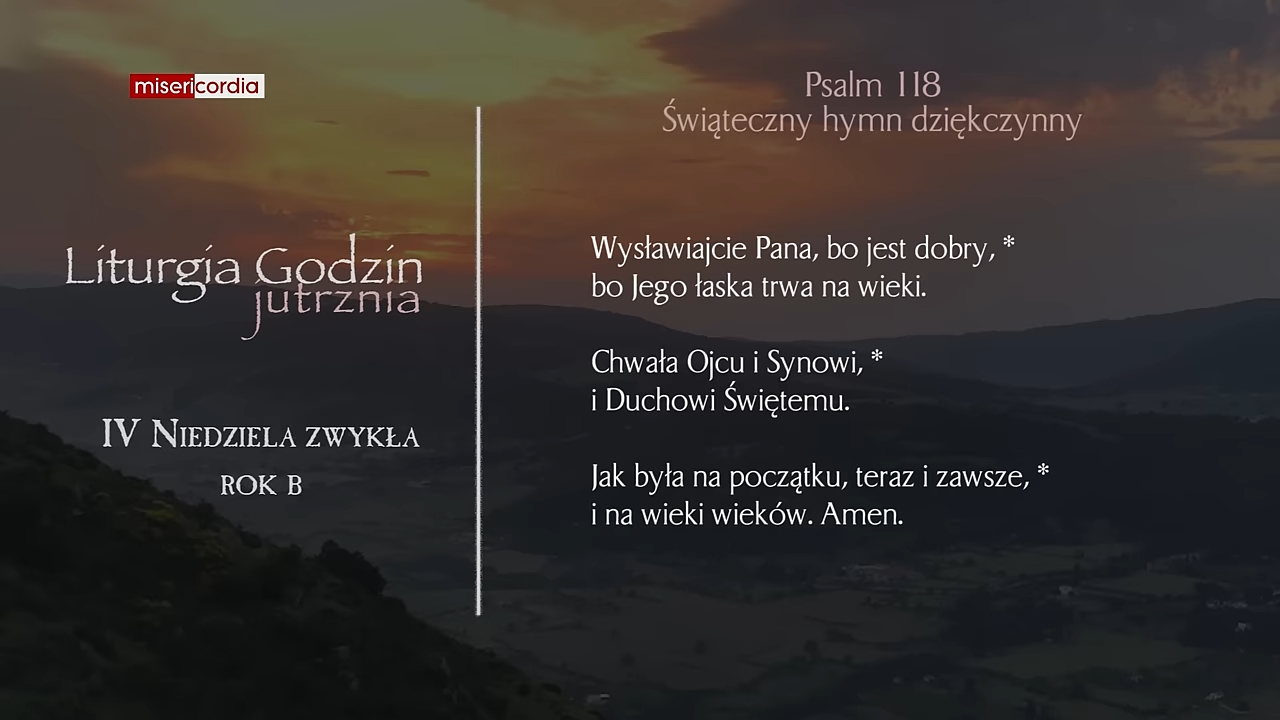 misericordia
Liturgia Godzin
jutrznia
IV Niedziela zwykła
rok B
Psalm 118
Świąteczny hymn dziękczynny
Wysławiajcie Pana, bo jest dobry, *
bo Jego łaska trwa na wieki.
Chwała Ojcu i Synowi, *
i Duchowi Świętemu.
Jak była na początku, teraz i zawsze, *
i na wieki wieków. Amen.